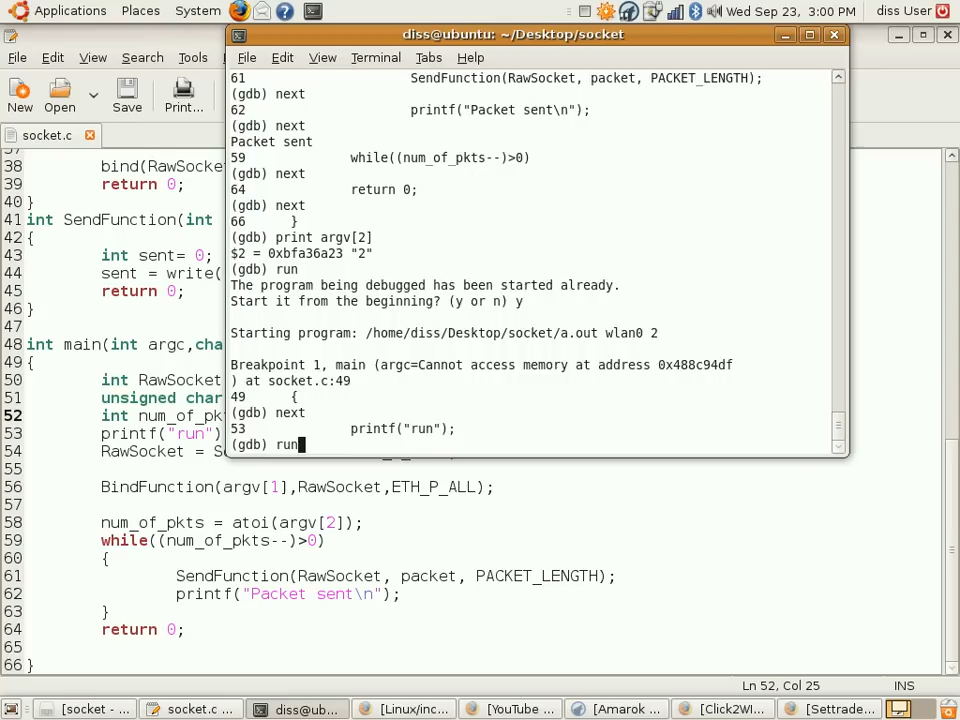 Applications Places System Wed Sep 23, 3:00 PM diss User
diss@ubuntu: ~/Desktop/socket
File Edit View Search Tools
File Edit View Terminal Tabs Help
New Open Save Print...
socket.c
61 SendFunction(RawSocket, packet, PACKET_LENGTH);
(gdb) next
62 printf("Packet sent\n");
(gdb) next
Packet sent
59 while((num_of_pkts--)>0)
(gdb) next
64 return 0;
(gdb) next
66 }
(gdb) print argv[2]
$2 = 0xbfa36a23 "2"
(gdb) run
The program being debugged has been started already.
Start it from the beginning? (y or n) y
Starting program: /home/diss/Desktop/socket/a.out wlan0 2
Breakpoint 1, main (argc=Cannot access memory at address 0x488c94df
) at socket.c:49
49 {
(gdb) next
53 printf("run");
(gdb) run
37
38 bind(RawSocket
39 return 0;
40 }
41 int SendFunction(int
42 {
43 int sent= 0;
44 sent = write(
45 return 0;
46 }
47
48 int main(int argc,cha
49 {
50 int RawSocket
51 unsigned char
52 int num_of_pk
53 printf("run")
54 RawSocket = S
55
56 BindFunction(argv[1],RawSocket,ETH_P_ALL);
57
58 num_of_pkts = atoi(argv[2]);
59 while((num_of_pkts--)>0)
60 {
61 SendFunction(RawSocket, packet, PACKET_LENGTH);
62 printf("Packet sent\n");
63 }
64 return 0;
65
66 }
Ln 52, Col 25 INS
[socket - ... socket.c ... diss@ub... [Linux/inc... [YouTube ... [Amarok ... [Click2WI... [Settrade...